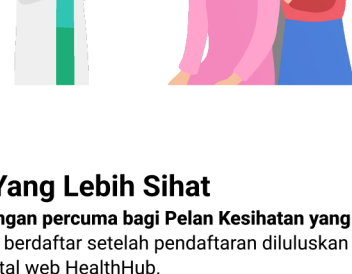 Yang Lebih Sihat
ngan percuma bagi Pelan Kesihatan yang
berdaftar setelah pendaftaran diluluskan
tal web HealthHub.